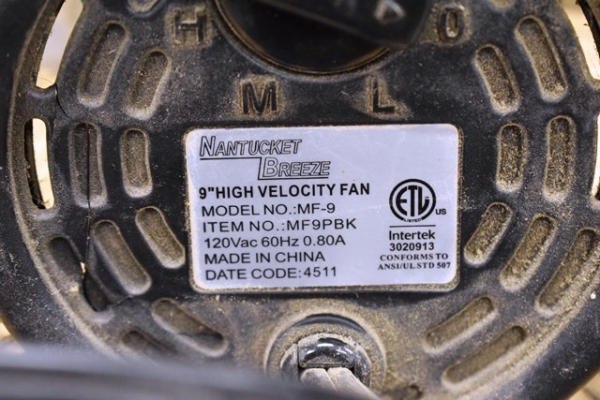 H
O
M
L
NANTUCKET
BREEZE
9"HIGH VELOCITY FAN
MODEL NO.:MF-9
ITEM NO.:MF9PBK
120Vac 60Hz 0.80A
MADE IN CHINA
DATE CODE:4511
ETL
US
Intertek
3020913
CONFORMS TO
ANSI/UL STD 507